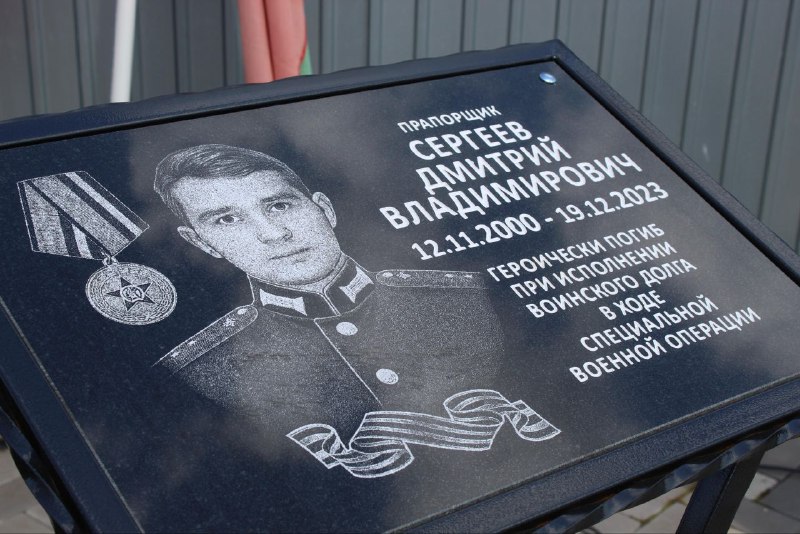 ПРАПОРЩИК
СЕРГЕЕВ
ДМИТРИЙ
ВЛАДИМИРОВИЧ
12.11.2000 - 19.12.2023
ГЕРОИЧЕСКИ ПОГИБ
ПРИ ИСПОЛНЕНИИ
ВОИНСКОГО ДОЛГА
В ХОДЕ
СПЕЦИАЛЬНОЙ
ВОЕННОЙ ОПЕРАЦИИ